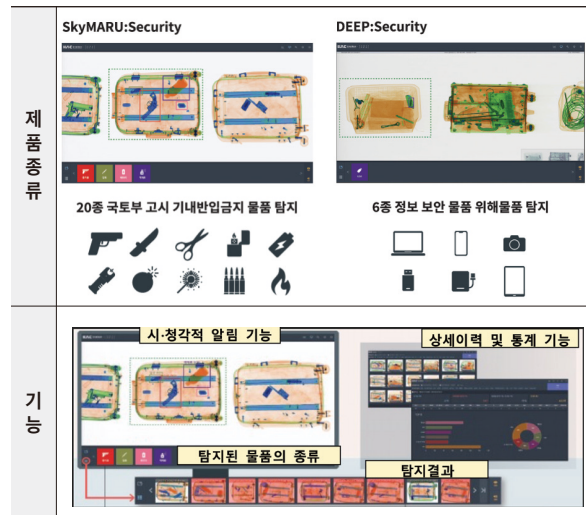 제품종류
SkyMARU:Security
DEEP:Security
20종 국토부 고시 기내반입금지 물품 탐지
6종 정보 보안 물품 위해물품 탐지
기능
시·청각적 알림 기능
상세이력 및 통계 기능
탐지된 물품의 종류
탐지결과